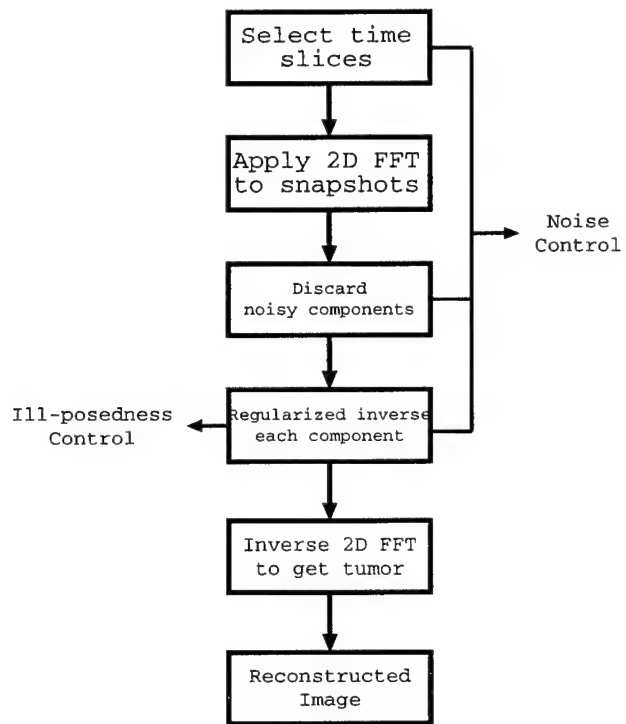 Select time
slices
Apply 2D FFT
to snapshots
Noise
Control
Discard
noisy components
Ill-posedness
Control
Regularized inverse
each component
Inverse 2D FFT
to get tumor
Reconstructed
Image